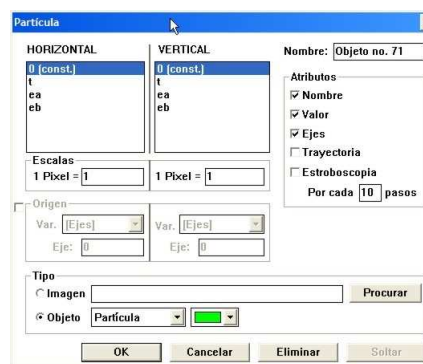 Partícula
HORIZONTAL VERTICAL Nombre: Objeto no. 71
0 (const.) 0 (const.) Atributos
t t Nombre
ea ea Valor
eb eb Ejes
Trayectoria
Escalas Estroboscopia
1 Pixel = 1 1 Pixel = 1 Por cada 10 pasos
Origen
Var. [Ejes] Var. [Ejes]
Eje: 0 Eje: 0
Tipo
Imagen Procurar
Objeto Partícula
OK Cancelar Eliminar Soltar